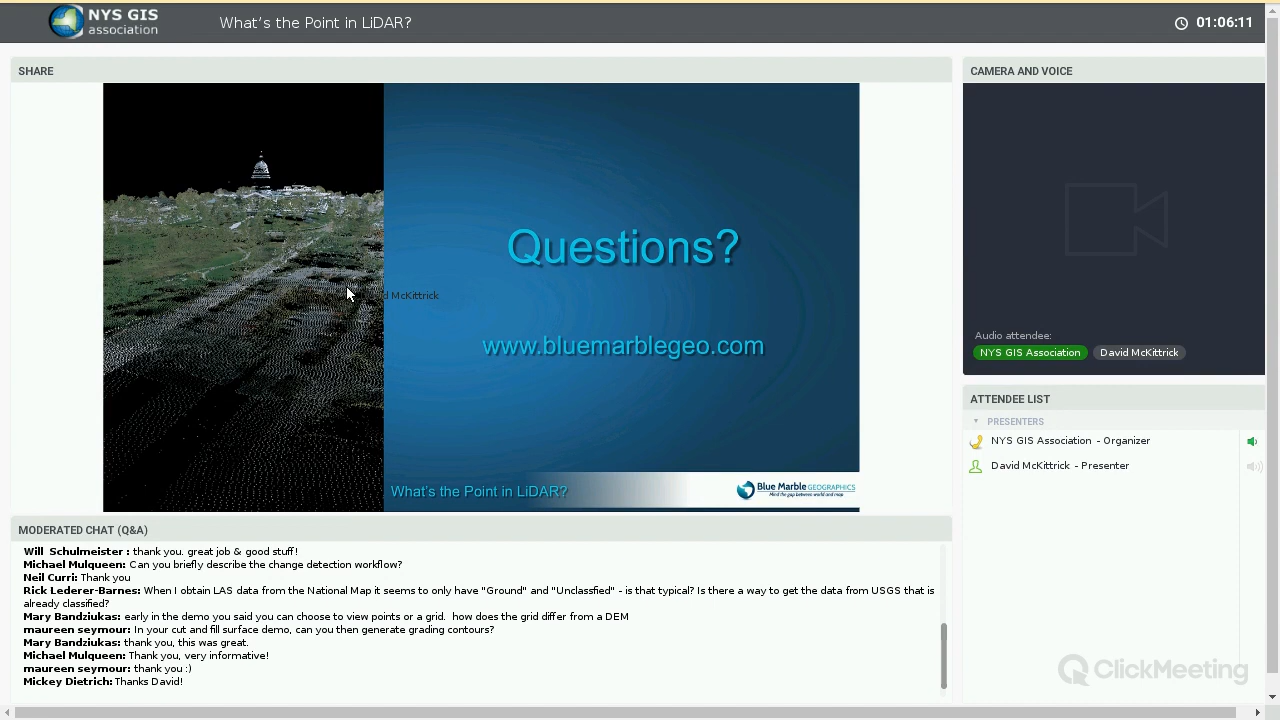 NYS GIS
association
What's the Point in LiDAR?
01:06:11
SHARE
Questions?
d McKittrick
www.bluemarblegeo.com
What's the Point in LiDAR?
Blue Marble GEOGRAPHICS
Mind the gap between world and map
CAMERA AND VOICE
Audio attendee:
NYS GIS Association David McKittrick
ATTENDEE LIST
PRESENTERS
NYS GIS Association - Organizer
David McKittrick - Presenter
MODERATED CHAT (Q&A)
Will Schulmeister : thank you. great job & good stuff!
Michael Mulqueen: Can you briefly describe the change detection workflow?
Neil Curri: Thank you
Rick Lederer-Barnes: When I obtain LAS data from the National Map it seems to only have "Ground" and "Unclassfied" - is that typical? Is there a way to get the data from USGS that is
already classified?
Mary Bandziukas: early in the demo you said you can choose to view points or a grid. how does the grid differ from a DEM
maureen seymour: In your cut and fill surface demo, can you then generate grading contours?
Mary Bandziukas: thank you, this was great.
Michael Mulqueen: Thank you, very informative!
maureen seymour: thank you :)
Mickey Dietrich: Thanks David!
ClickMeeting